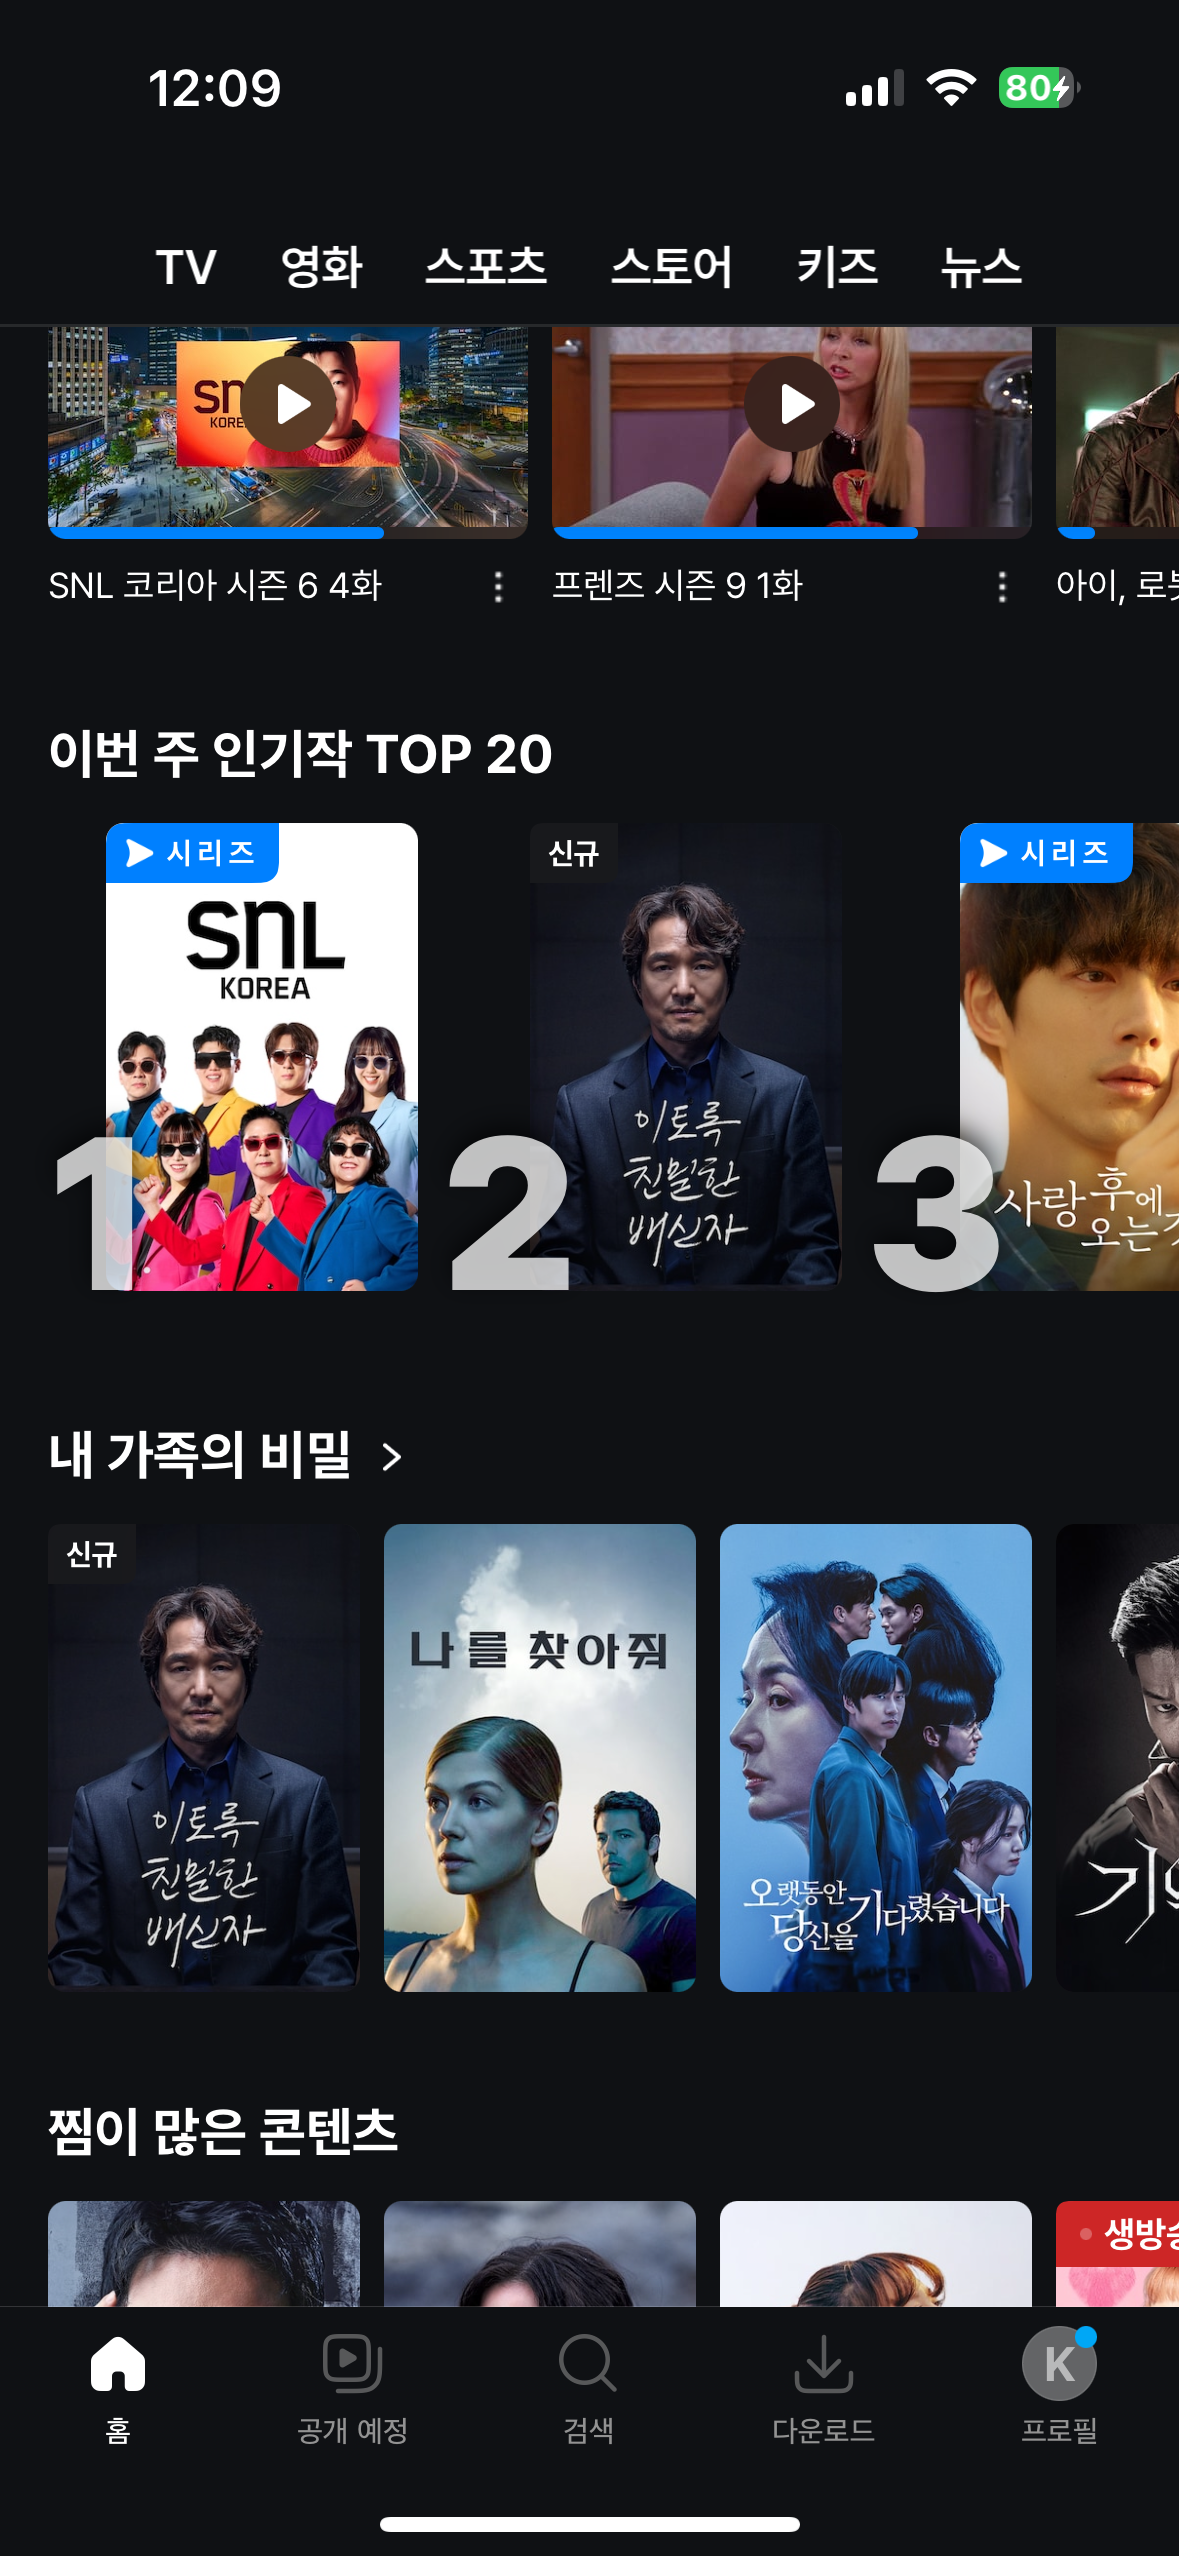 12:09
80
TV 영화 스포츠 스토어 키즈 뉴스
KORE
SNL 코리아 시즌 6 4화
프렌즈 시즌 9 1화
아이, 로봇
이번 주 인기작 TOP 20
시리즈
SNL
KOREA
1
신규
이토록
친밀한
배신자
2
시리즈
사랑 후에
오는
3
내 가족의 비밀
신규
이토록
친밀한
배신자
나를 찾아줘
오랫동안
당신을 기다렸습니다
기억
찜이 많은 콘텐츠
생방송
K
홈
공개 예정
검색
다운로드
프로필